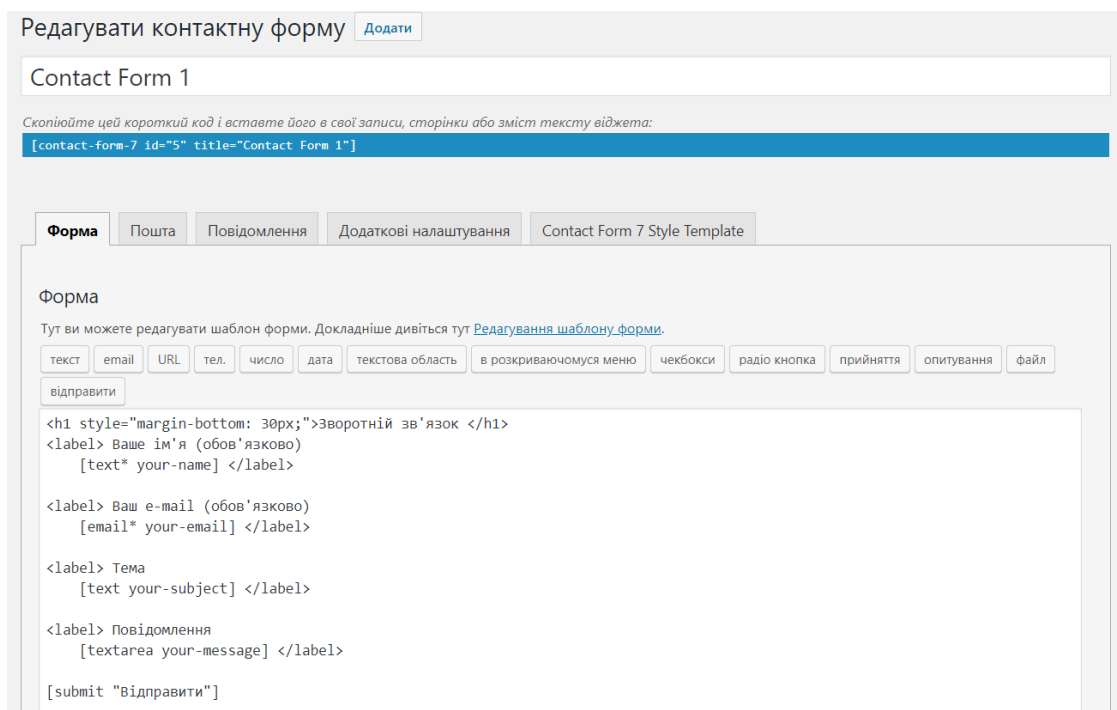 Редагувати контактну форму Додати
Contact Form 1
Скопіюйте цей короткий код і вставте його в свої записи, сторінки або зміст тексту віджета:
[contact-form-7 id="5" title="Contact Form 1"]
Форма Пошта Повідомлення Додаткові налаштування Contact Form 7 Style Template
Форма
Тут ви можете редагувати шаблон форми. Докладніше дивіться тут Редагування шаблону форми.
текст email URL тел. число дата текстова область в розкриваючомуся меню чекбокси радіо кнопка прийняття опитування файл
відправити
<h1 style="margin-bottom: 30px;">Зворотній зв'язок </h1>
<label> Ваше ім'я (обов'язково)
[text* your-name] </label>
<label> Ваш e-mail (обов'язково)
[email* your-email] </label>
<label> Тема
[text your-subject] </label>
<label> Повідомлення
[textarea your-message] </label>
[submit "Відправити"]